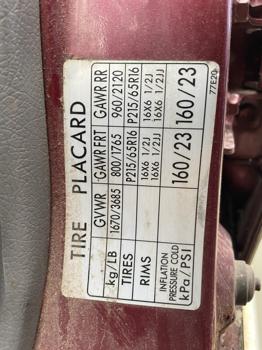 TIRE PLACARD
GVWR GAWR FRT GAWR RR
kg/LB 1670/3685 800/1765 960/2120
TIRES P215/65R16 P215/65R16
RIMS 16X6 1/2J 16X6 1/2J
16X6 1/2JJ 16X6 1/2JJ
INFLATION
PRESSURE COLD
kPa/PSI 160/23 160/23
77E20